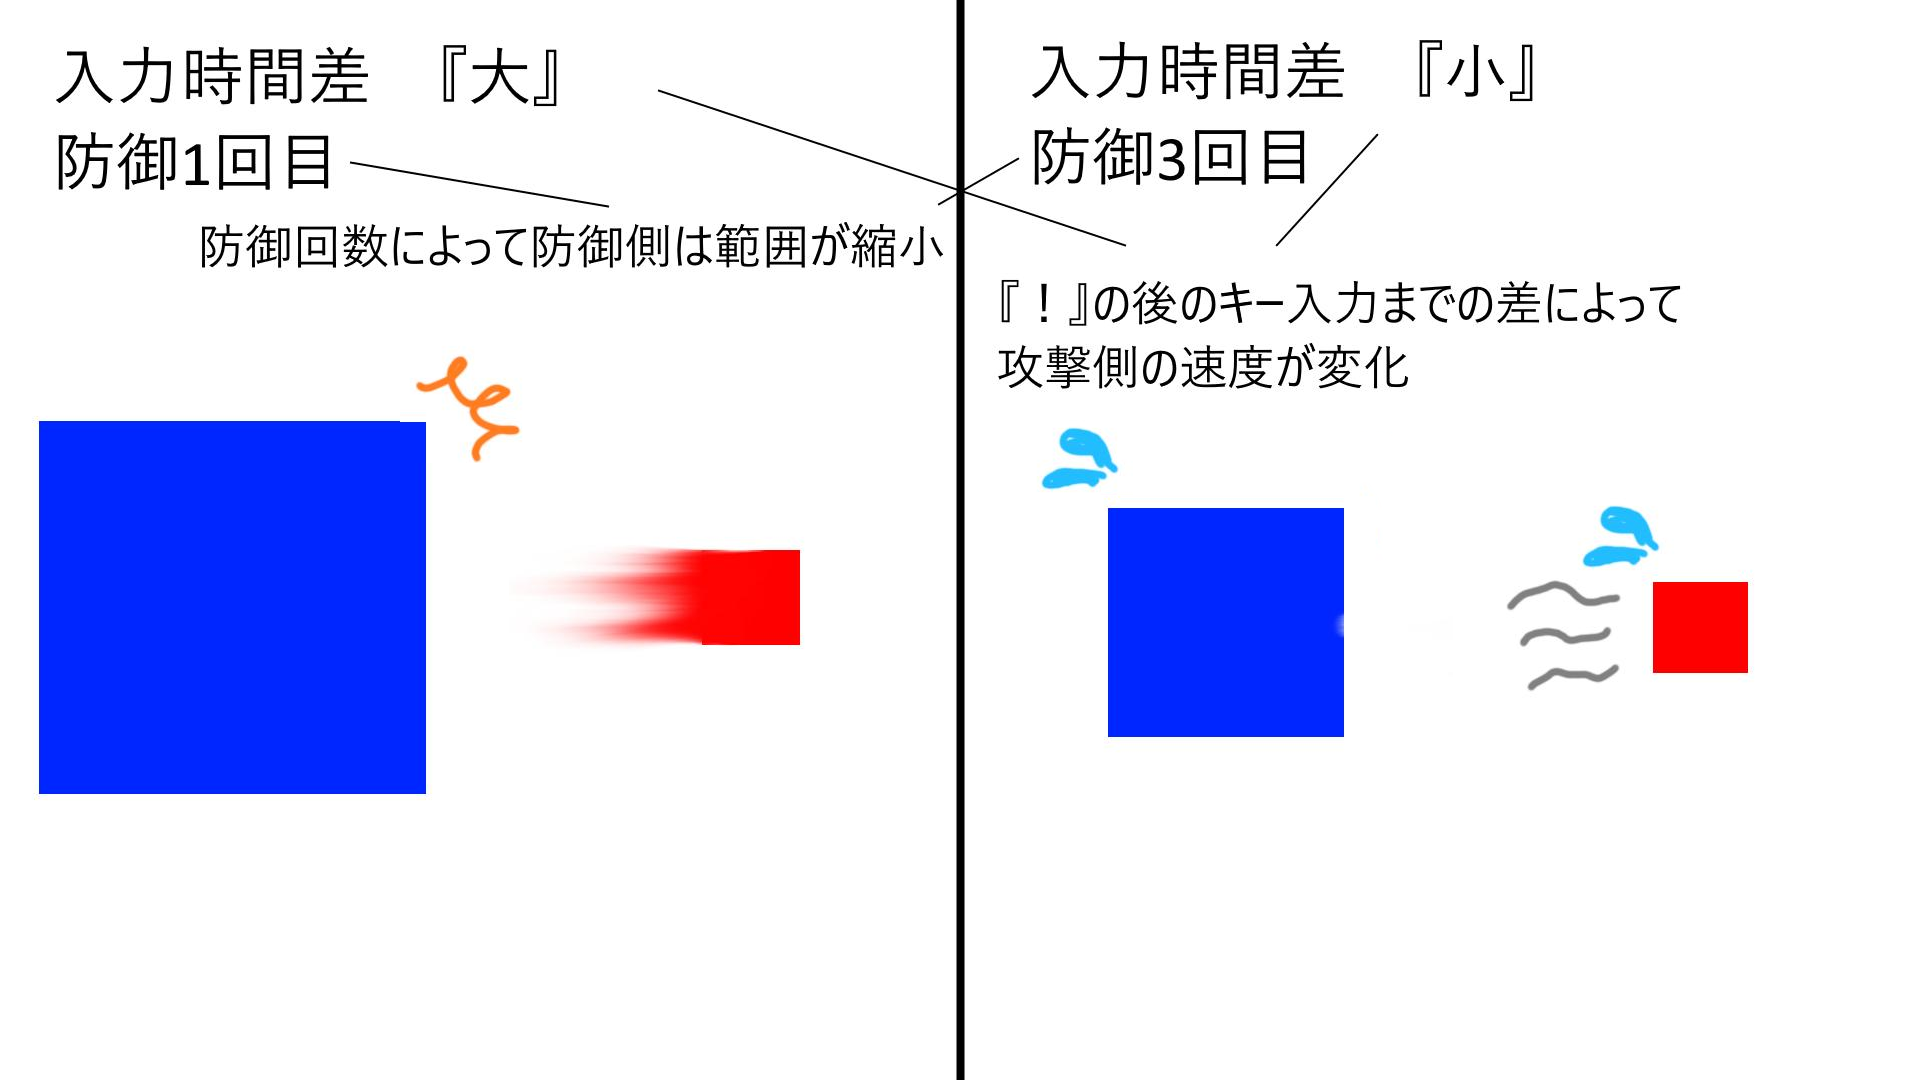 入力時間差　『大』
防御1回目
防御回数によって防御側は範囲が縮小
入力時間差　『小』
防御3回目
『！』の後のキー入力までの差によって
攻撃側の速度が変化